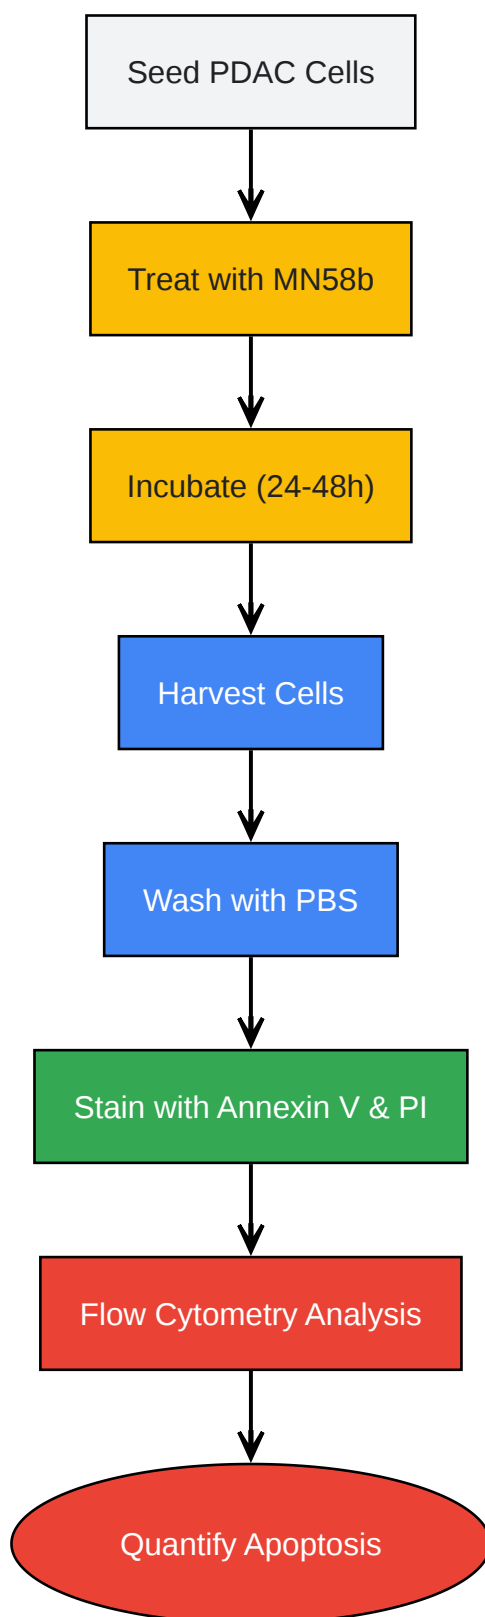 Seed PDAC Cells
Treat with MN58b
Incubate (24-48h)
Harvest Cells
Wash with PBS
Stain with Annexin V & PI
Flow Cytometry Analysis
Quantify Apoptosis